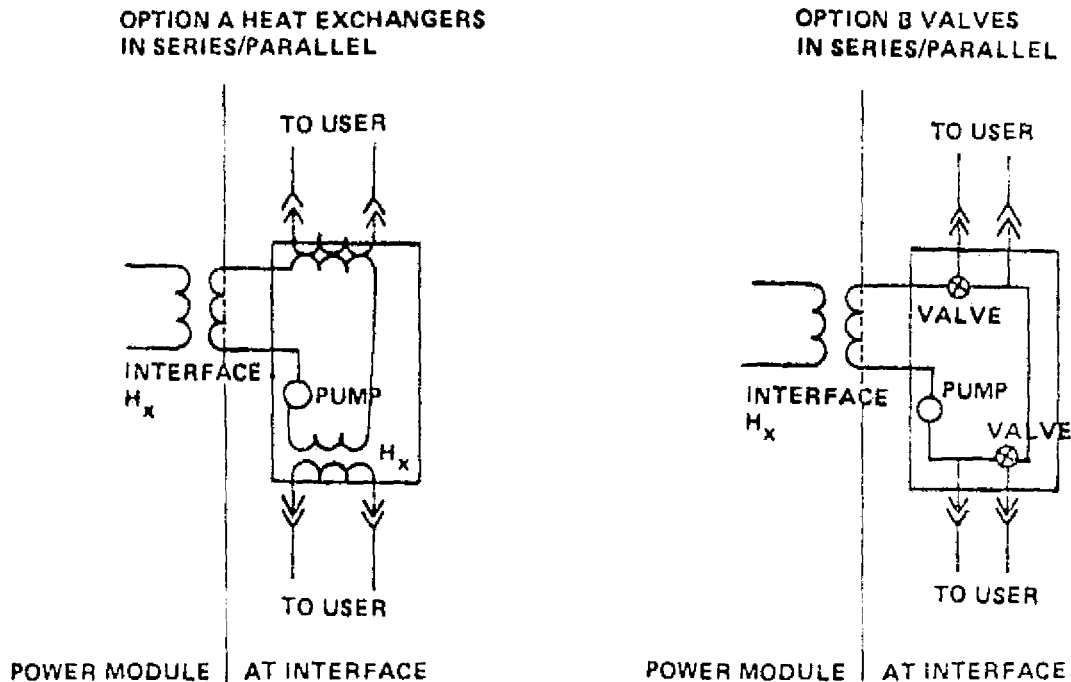 OPTION A HEAT EXCHANGERS
IN SERIES/PARALLEL
TO USER
INTERFACE
Hx
PUMP
Hx
TO USER
POWER MODULE
AT INTERFACE
OPTION B VALVES
IN SERIES/PARALLEL
TO USER
VALVE
INTERFACE
Hx
PUMP
VALVE
TO USER
POWER MODULE
AT INTERFACE